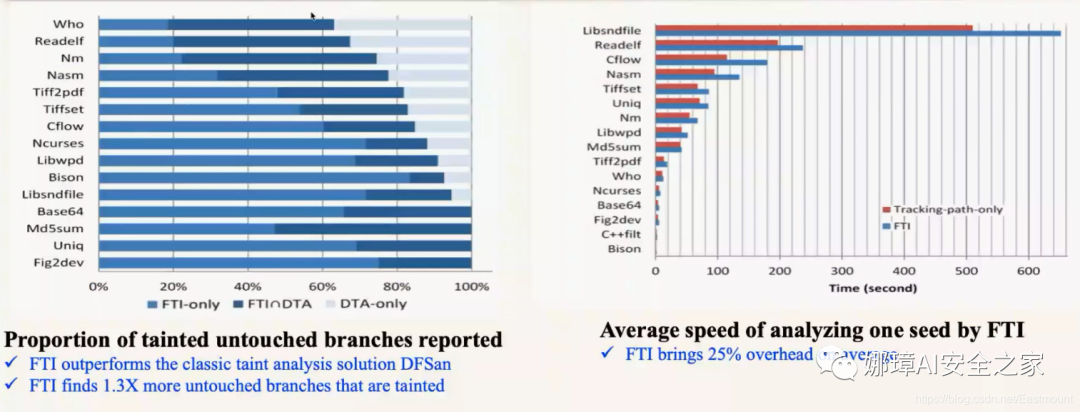 Who
Readelf
Nm
Nasm
Tiff2pdf
Tiffset
Cflow
Ncurses
Libwpd
Bison
Libsndfile
Base64
Md5sum
Uniq
Fig2dev
0% 20% 40% 60% 80% 100%
FTI-only FTI∩DTA DTA-only
Proportion of tainted untouched branches reported
✓ FTI outperforms the classic taint analysis solution DFSan
✓ FTI finds 1.3X more untouched branches that are tainted
Libsndfile
Readelf
Cflow
Nasm
Tiffset
Uniq
Nm
Libwpd
Md5sum
Tiff2pdf
Who
Ncurses
Base64
Fig2dev
C++filt
Bison
Tracking-path-only
FTI
0 100 200 300 400 500 600
Time (second)
Average speed of analyzing one seed by FTI
✓ FTI brings 25% overhead average
娜璋AI安全之家
https://blog.csdn.net/Eastmount